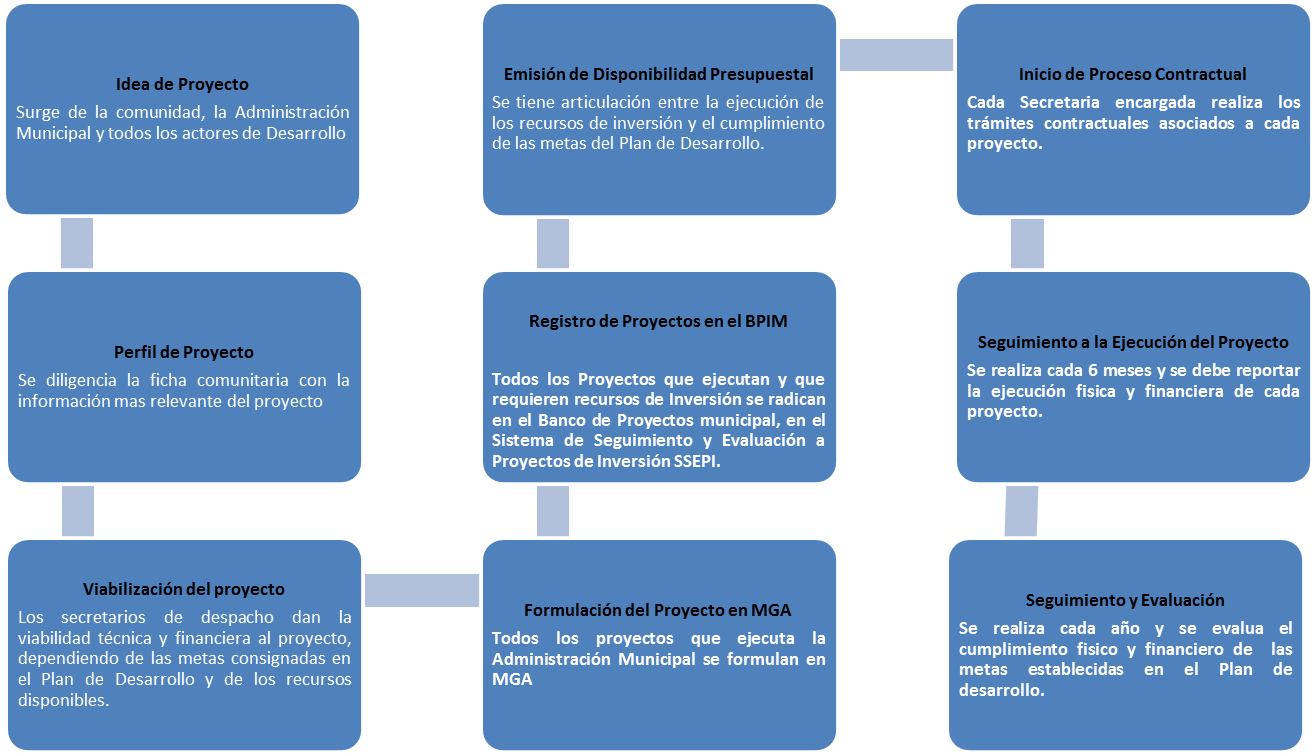 Idea de Proyecto
Surge de la comunidad, la Administración
Municipal y todos los actores de Desarrollo
Perfil de Proyecto
Se diligencia la ficha comunitaria con la
información mas relevante del proyecto
Viabilización del proyecto
Los secretarios de despacho dan la
viabilidad técnica y financiera al proyecto,
dependiendo de las metas consignadas en
el Plan de Desarrollo y de los recursos
disponibles.
Formulación del Proyecto en MGA
Todos los proyectos que ejecuta la
Administración Municipal se formulan en
MGA
Registro de Proyectos en el BPIM
Todos los Proyectos que ejecutan y que
requieren recursos de Inversión se radican
en el Banco de Proyectos municipal, en el
Sistema de Seguimiento y Evaluación a
Proyectos de Inversión SSEPI.
Emisión de Disponibilidad Presupuestal
Se tiene articulación entre la ejecución de
los recursos de inversión y el cumplimiento
de las metas del Plan de Desarrollo.
Inicio de Proceso Contractual
Cada Secretaria encargada realiza los
trámites contractuales asociados a cada
proyecto.
Seguimiento a la Ejecución del Proyecto
Se realiza cada 6 meses y se debe reportar
la ejecución fisica y financiera de cada
proyecto.
Seguimiento y Evaluación
Se realiza cada año y se evalua el
cumplimiento fisico y financiero de las
metas establecidas en el Plan de
desarrollo.